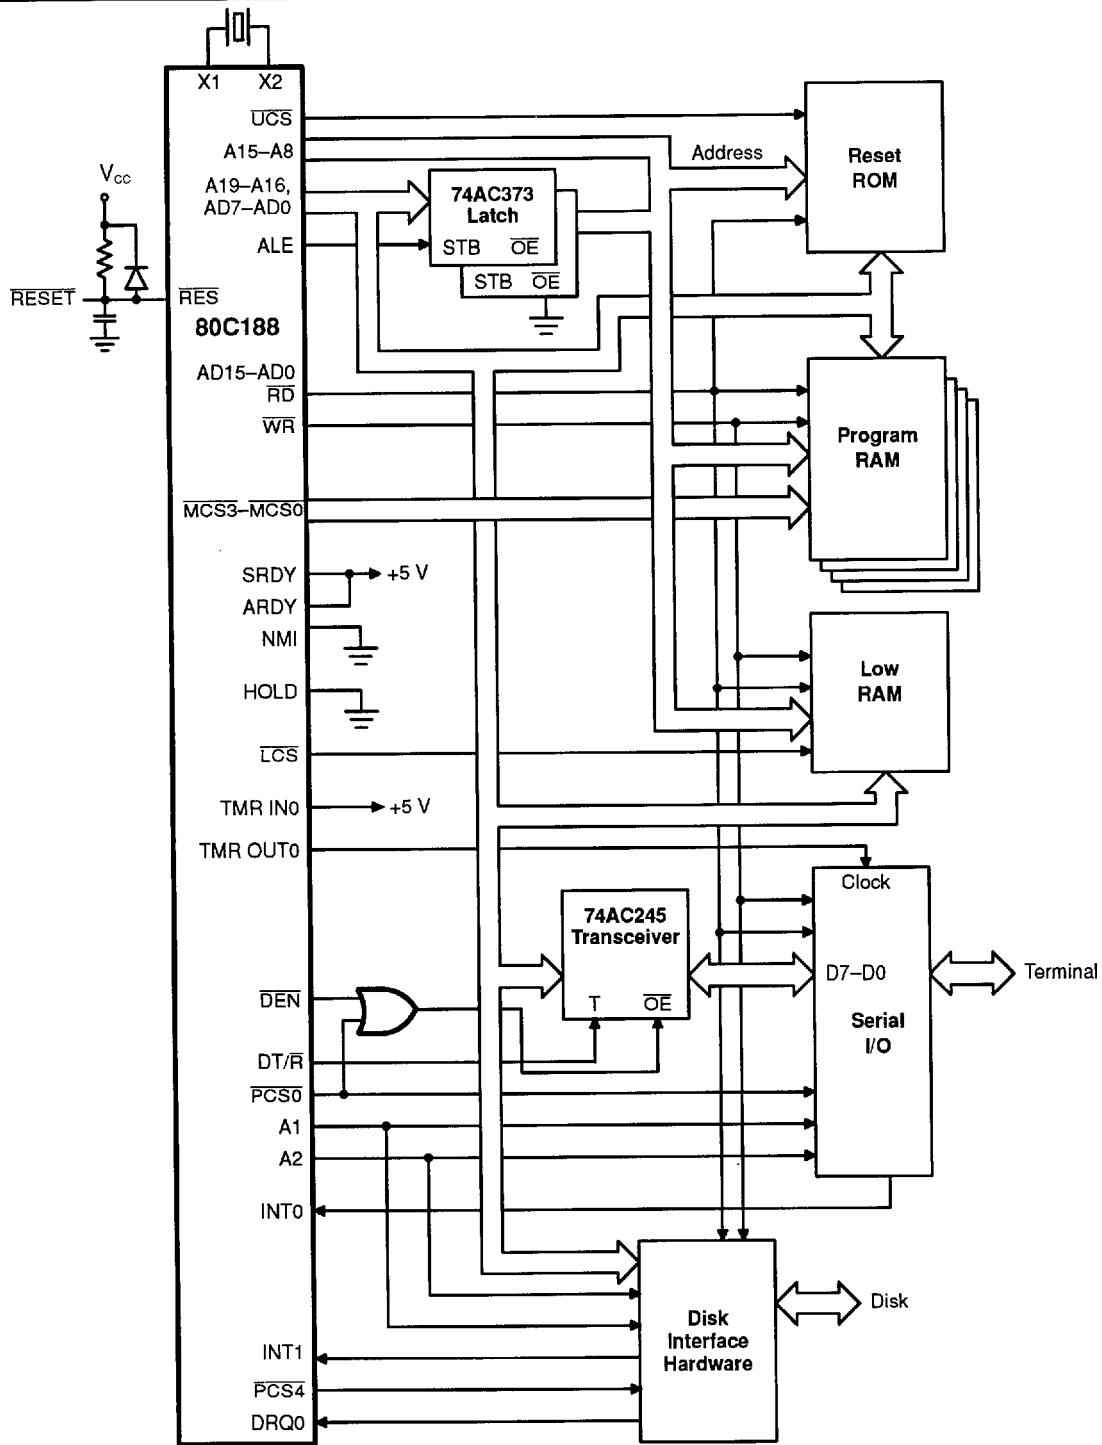 X1 X2
UCS
A15–A8
A19–A16,
AD7–AD0
ALE
VCC
RESET
RES
80C188
AD15–AD0
RD
WR
MCS3–MCS0
SRDY
+5 V
ARDY
NMI
HOLD
LCS
TMR IN0
+5 V
TMR OUT0
DEN
DT/R
PCS0
A1
A2
INT0
INT1
PCS4
DRQ0
74AC373
Latch
STB OE
STB OE
Address
Reset
ROM
Program
RAM
Low
RAM
74AC245
Transceiver
T OE
Clock
D7–D0
Serial
I/O
Terminal
Disk
Interface
Hardware
Disk